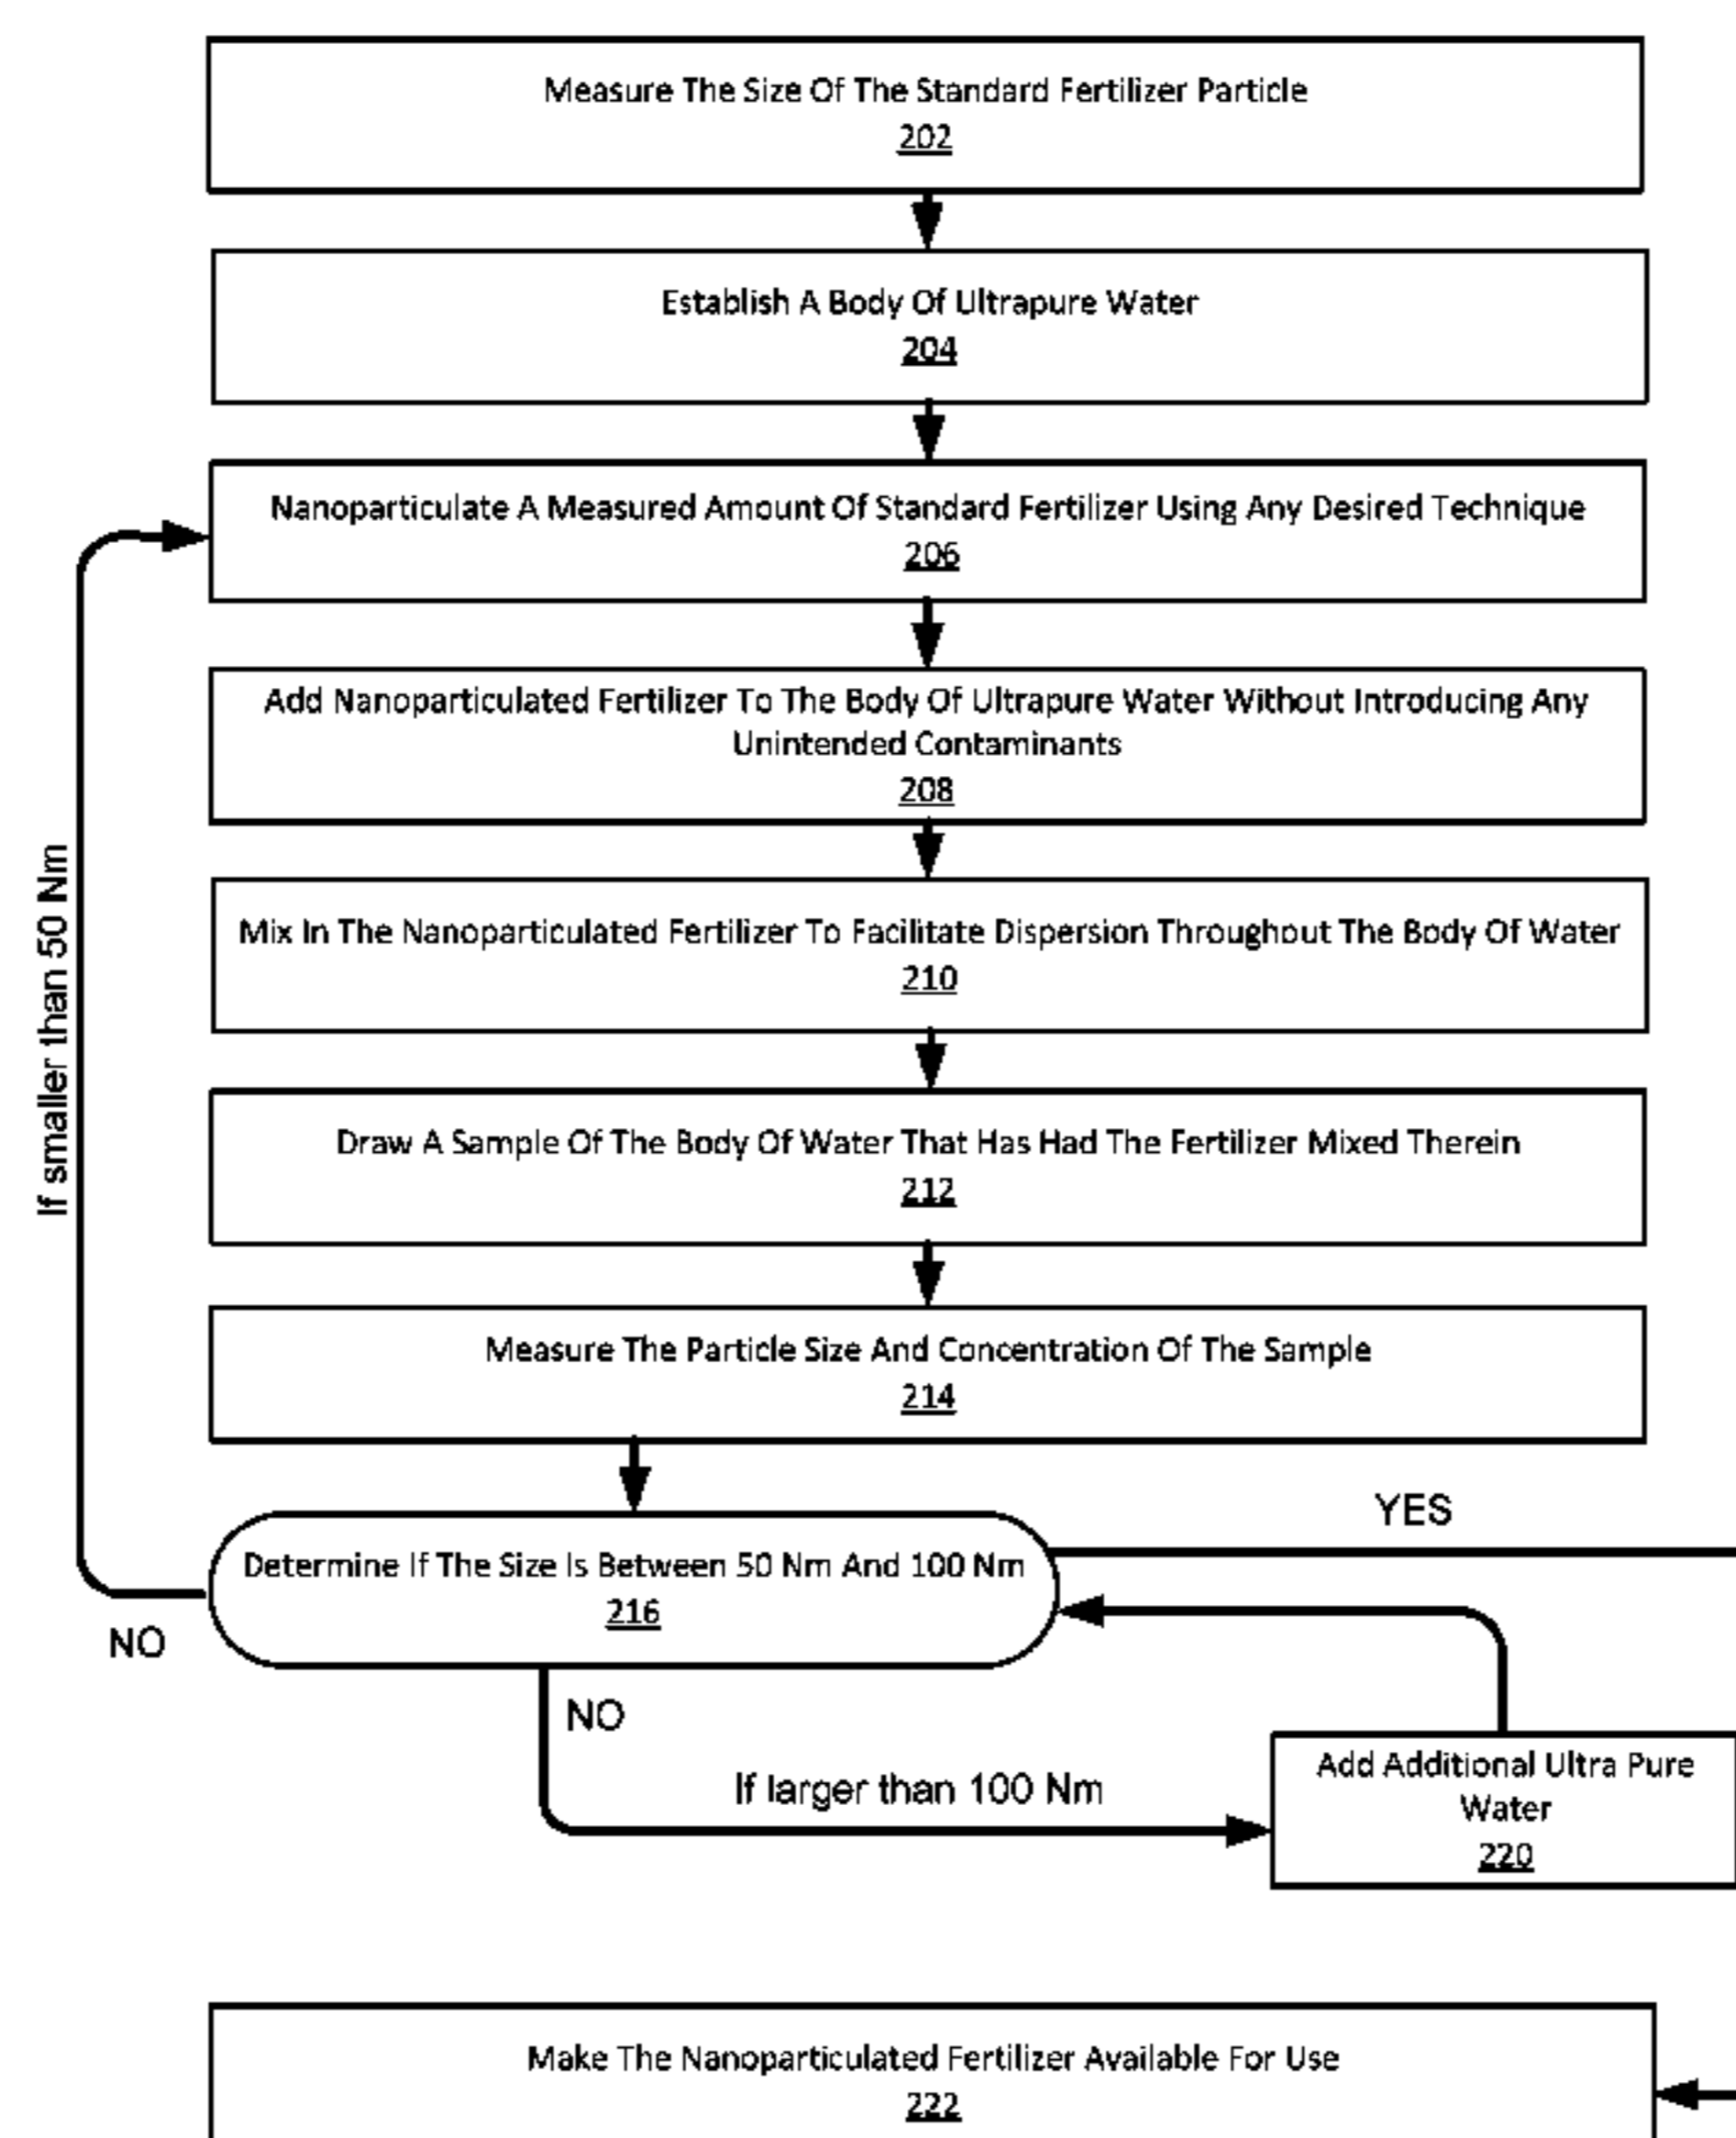 Measure The Size Of The Standard Fertilizer Particle
202
Establish A Body Of Ultrapure Water
204
Nanoparticulate A Measured Amount Of Standard Fertilizer Using Any Desired Technique
206
Add Nanoparticulated Fertilizer To The Body Of Ultrapure Water Without Introducing Any
Unintended Contaminants
208
If smaller than 50 Nm
Mix In The Nanoparticulated Fertilizer To Facilitate Dispersion Throughout The Body Of Water
210
Draw A Sample Of The Body Of Water That Has Had The Fertilizer Mixed Therein
212
Measure The Particle Size And Concentration Of The Sample
214
YES
Determine If The Size Is Between 50 Nm And 100 Nm
216
NO
NO
If larger than 100 Nm
Add Additional Ultra Pure
Water
220
Make The Nanoparticulated Fertilizer Available For Use
222